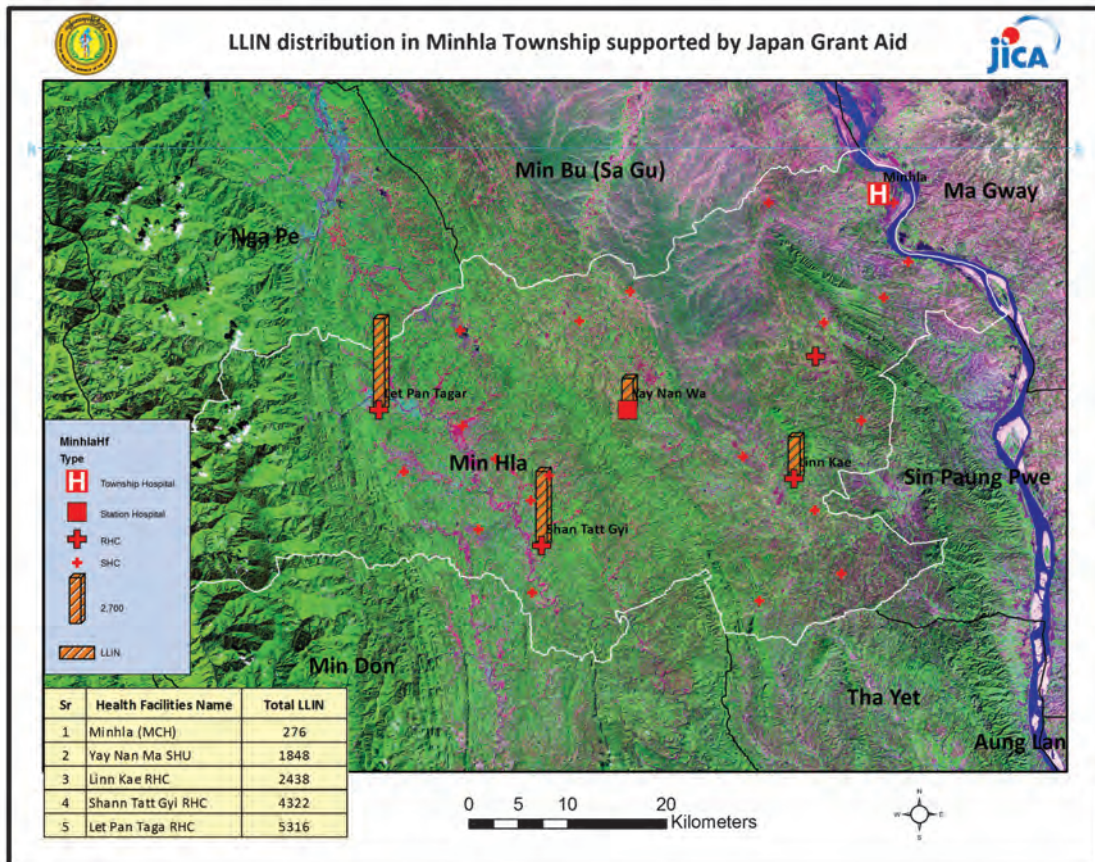 LLIN distribution in Minhla Township supported by Japan Grant Aid
jICA
Min Bu (Sa Gu)
Minhla
H
Ma Gway
Nga Pe
Let Pan Tagar
Yay Nan Wa
Min Hla
Linn Kae
Sin Paung Pwe
Shan Tatt Gyi
Min Don
Tha Yet
Aung Lan
MinhlaHf
Type
H Township Hospital
Station Hospital
RHC
SHC
2,700
LLIN
Sr Health Facilities Name Total LLIN
1 Minhla (MCH) 276
2 Yay Nan Ma SHU 1848
3 Linn Kae RHC 2438
4 Shann Tatt Gyi RHC 4322
5 Let Pan Taga RHC 5316
0 5 10 20
Kilometers
N
W E
S